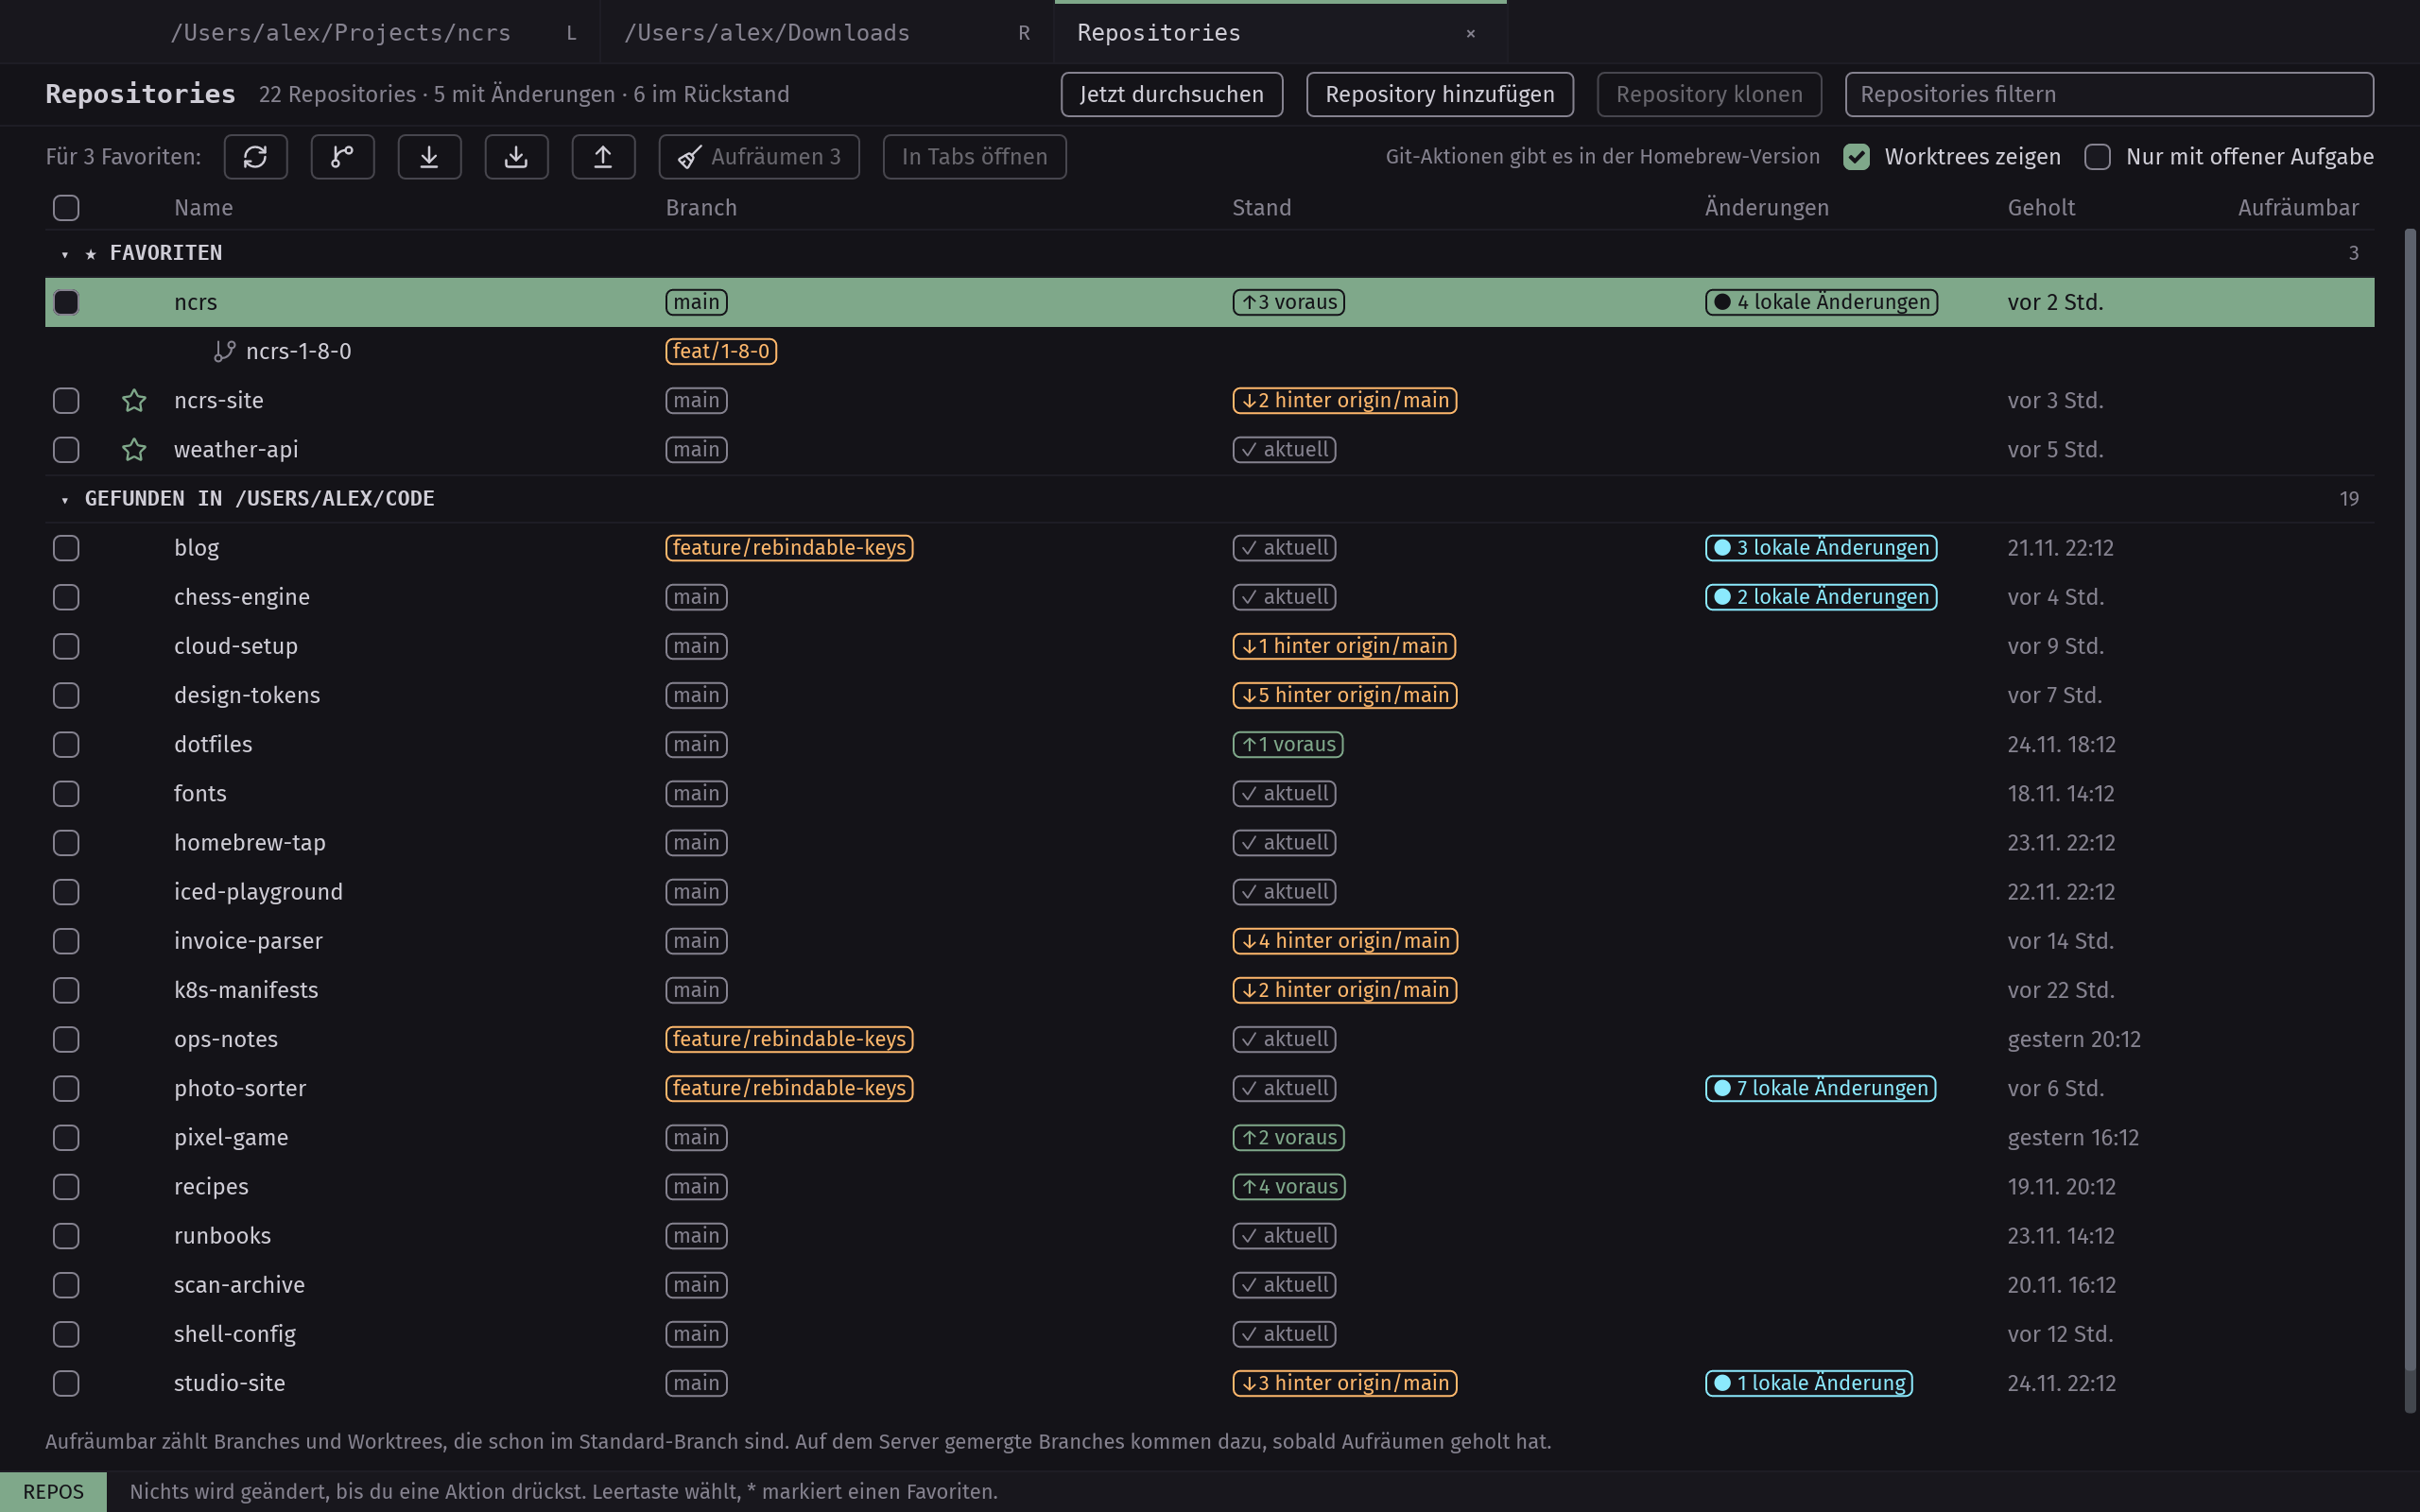 /Users/alex/Projects/ncrs L /Users/alex/Downloads R Repositories ×
Repositories 22 Repositories · 5 mit Änderungen · 6 im Rückstand Jetzt durchsuchen Repository hinzufügen Repository klonen Repositories filtern
Für 3 Favoriten: Aufräumen 3 In Tabs öffnen Git-Aktionen gibt es in der Homebrew-Version Worktrees zeigen Nur mit offener Aufgabe
Name Branch Stand Änderungen Geholt Aufräumbar
▾ ★ FAVORITEN 3
ncrs main ↑3 voraus ● 4 lokale Änderungen vor 2 Std.
ncrs-1-8-0 feat/1-8-0
ncrs-site main ↓2 hinter origin/main vor 3 Std.
weather-api main ✓ aktuell vor 5 Std.
▾ GEFUNDEN IN /USERS/ALEX/CODE 19
blog feature/rebindable-keys ✓ aktuell ● 3 lokale Änderungen 21.11. 22:12
chess-engine main ✓ aktuell ● 2 lokale Änderungen vor 4 Std.
cloud-setup main ↓1 hinter origin/main vor 9 Std.
design-tokens main ↓5 hinter origin/main vor 7 Std.
dotfiles main ↑1 voraus 24.11. 18:12
fonts main ✓ aktuell 18.11. 14:12
homebrew-tap main ✓ aktuell 23.11. 22:12
iced-playground main ✓ aktuell 22.11. 22:12
invoice-parser main ↓4 hinter origin/main vor 14 Std.
k8s-manifests main ↓2 hinter origin/main vor 22 Std.
ops-notes feature/rebindable-keys ✓ aktuell gestern 20:12
photo-sorter feature/rebindable-keys ✓ aktuell ● 7 lokale Änderungen vor 6 Std.
pixel-game main ↑2 voraus gestern 16:12
recipes main ↑4 voraus 19.11. 20:12
runbooks main ✓ aktuell 23.11. 14:12
scan-archive main ✓ aktuell 20.11. 16:12
shell-config main ✓ aktuell vor 12 Std.
studio-site main ↓3 hinter origin/main ● 1 lokale Änderung 24.11. 22:12
Aufräumbar zählt Branches und Worktrees, die schon im Standard-Branch sind. Auf dem Server gemergte Branches kommen dazu, sobald Aufräumen geholt hat.
REPOS Nichts wird geändert, bis du eine Aktion drückst. Leertaste wählt, * markiert einen Favoriten.